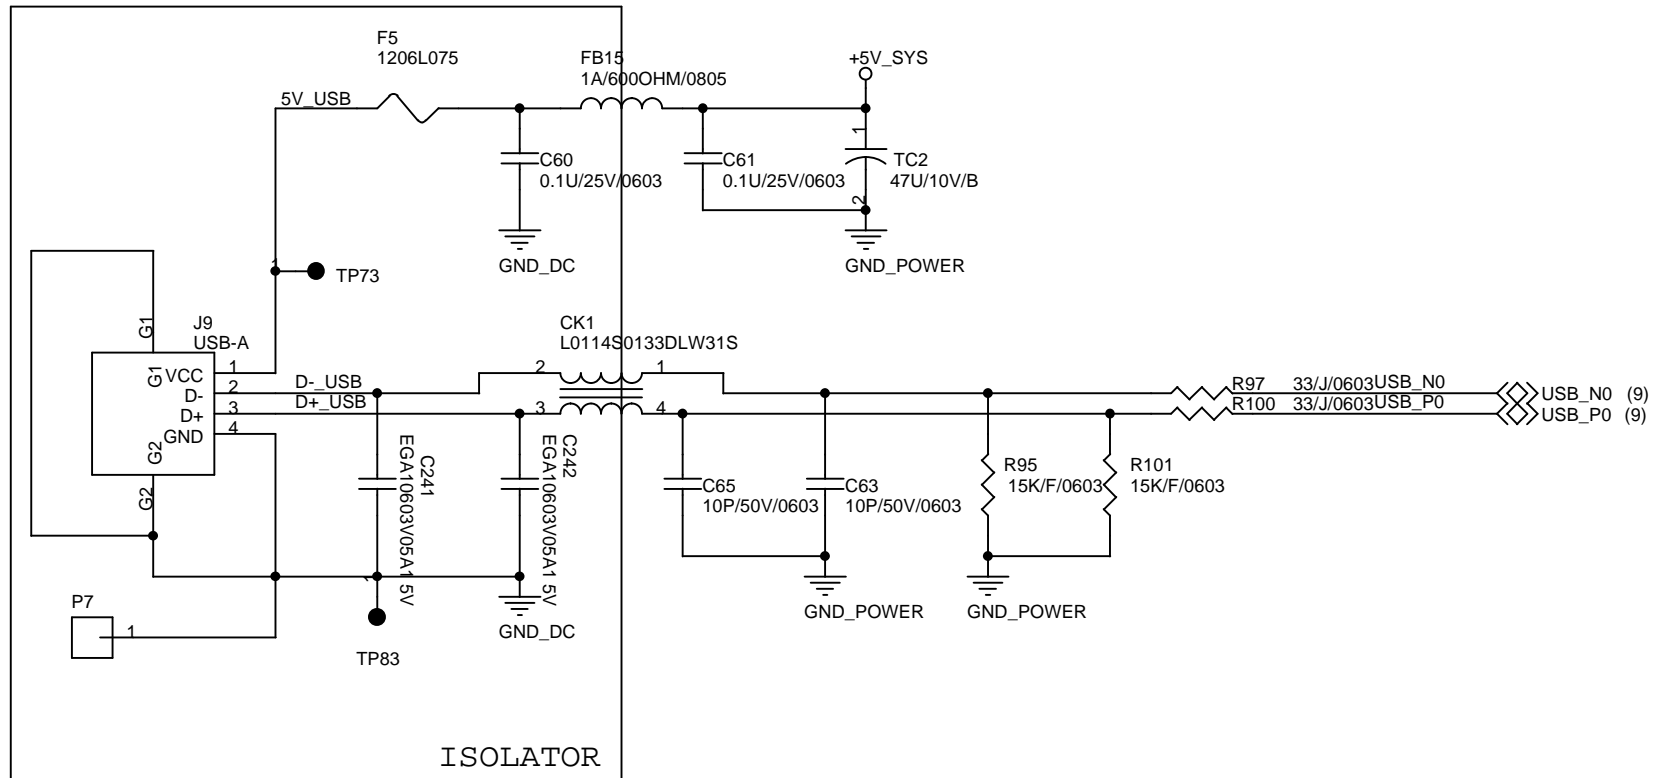 F5
1206L075
FB15
1A/600OHM/0805
+5V_SYS
5V_USB
1
C60
0.1U/25V/0603
C61
0.1U/25V/0603
TC2
47U/10V/B
2
GND_DC
GND_POWER
1
TP73
G1
J9
USB-A
CK1
L0114S0133DLW31S
G1
VCC
1
2
1
D-
2
D-_USB
D+
3
D+_USB
3
4
GND
4
G2
G2
R97
33/J/0603
USB_N0
USB_N0 (9)
R100
33/J/0603
USB_P0
USB_P0 (9)
C241
EGA10603V05A1 5V
C242
EGA10603V05A1 5V
C65
10P/50V/0603
C63
10P/50V/0603
R95
15K/F/0603
R101
15K/F/0603
1
P7
1
TP83
GND_DC
GND_POWER
GND_POWER
ISOLATOR